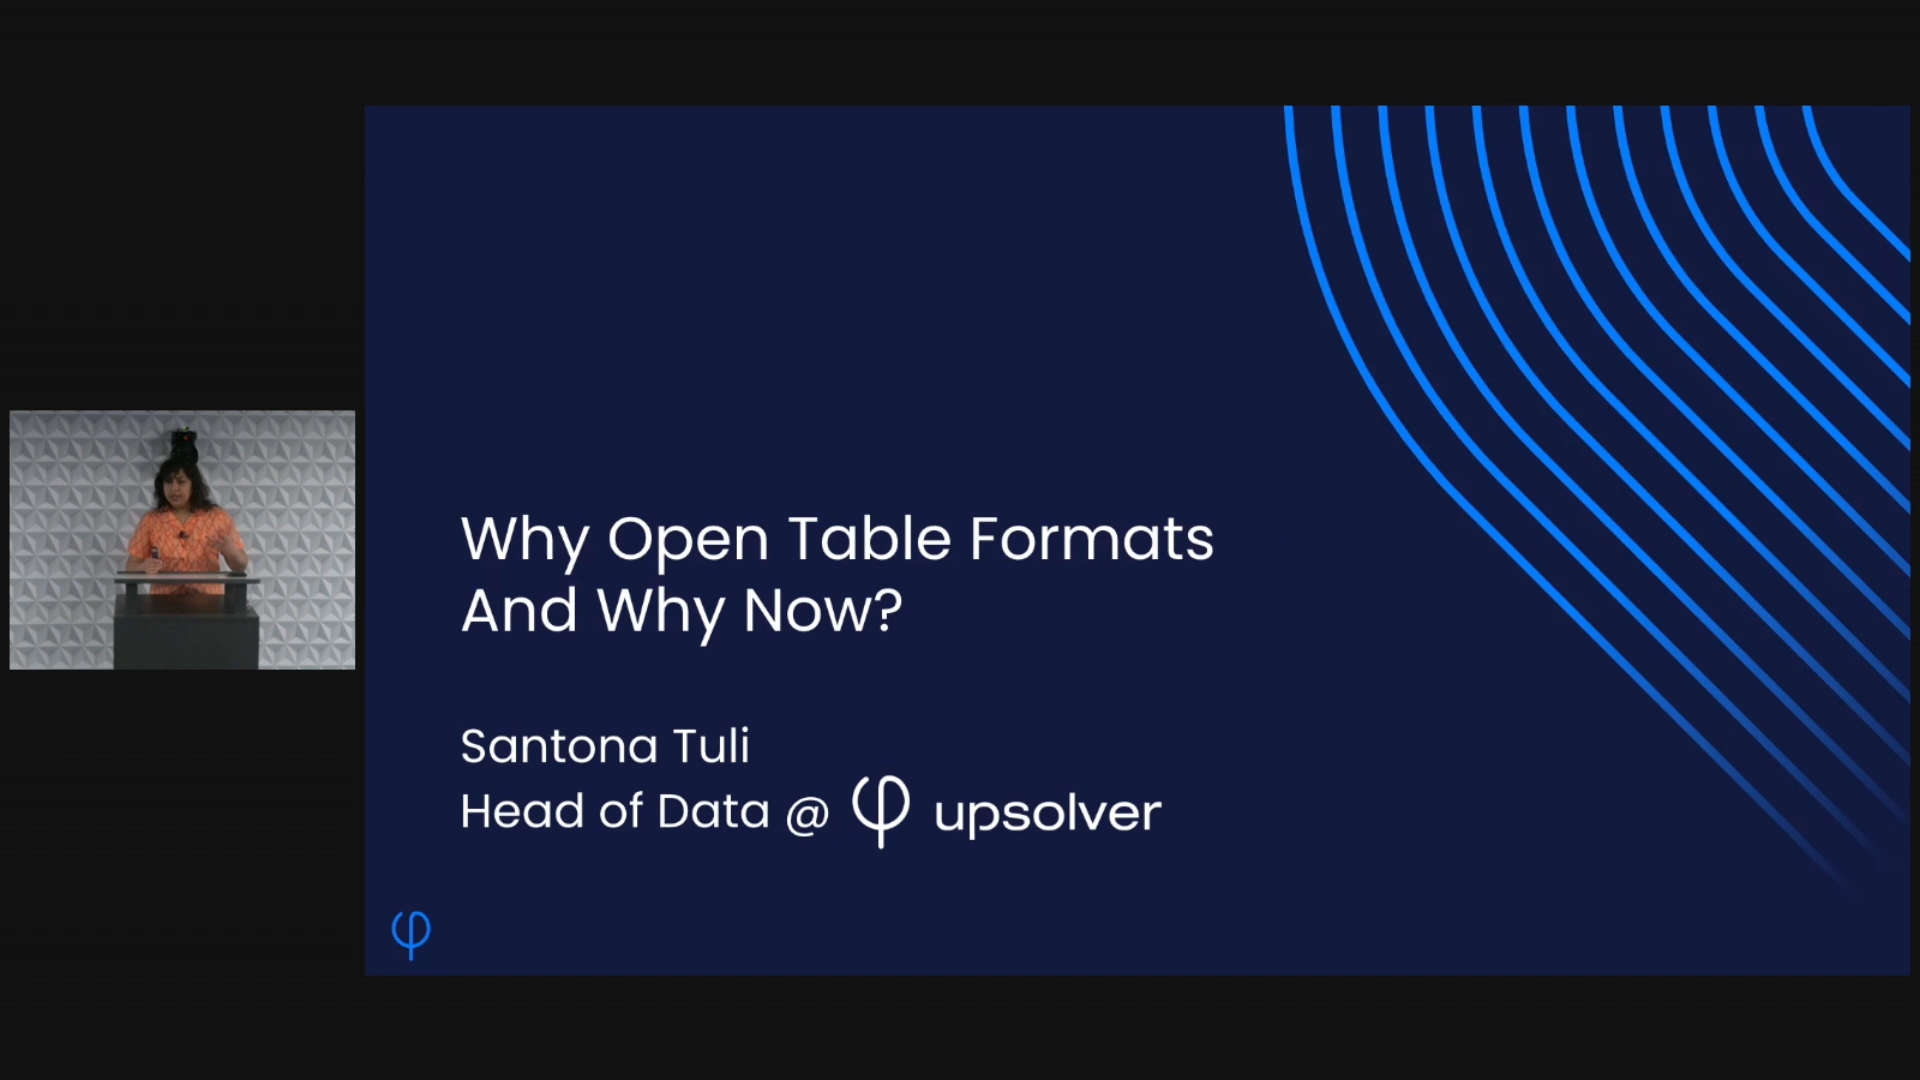 Why Open Table Formats
And Why Now?
Santona Tuli
Head of Data @ upsolver